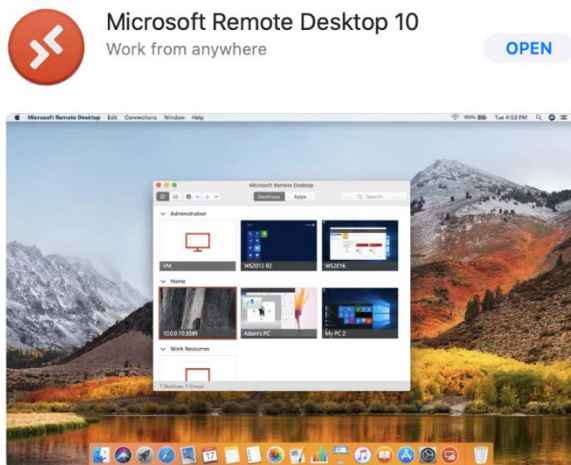 Microsoft Remote Desktop 10
Work from anywhere
OPEN
Microsoft Remote Desktop Edit Connections Window Help 100% Tue 4:53 PM
Microsoft Remote Desktop
Desktops Apps Search
Administration
VM WS2012 R2 WS2016
Home
10.0.0.10:3389 Adam's PC My PC 2
Work Resources
7 Desktops, 3 Groups
17